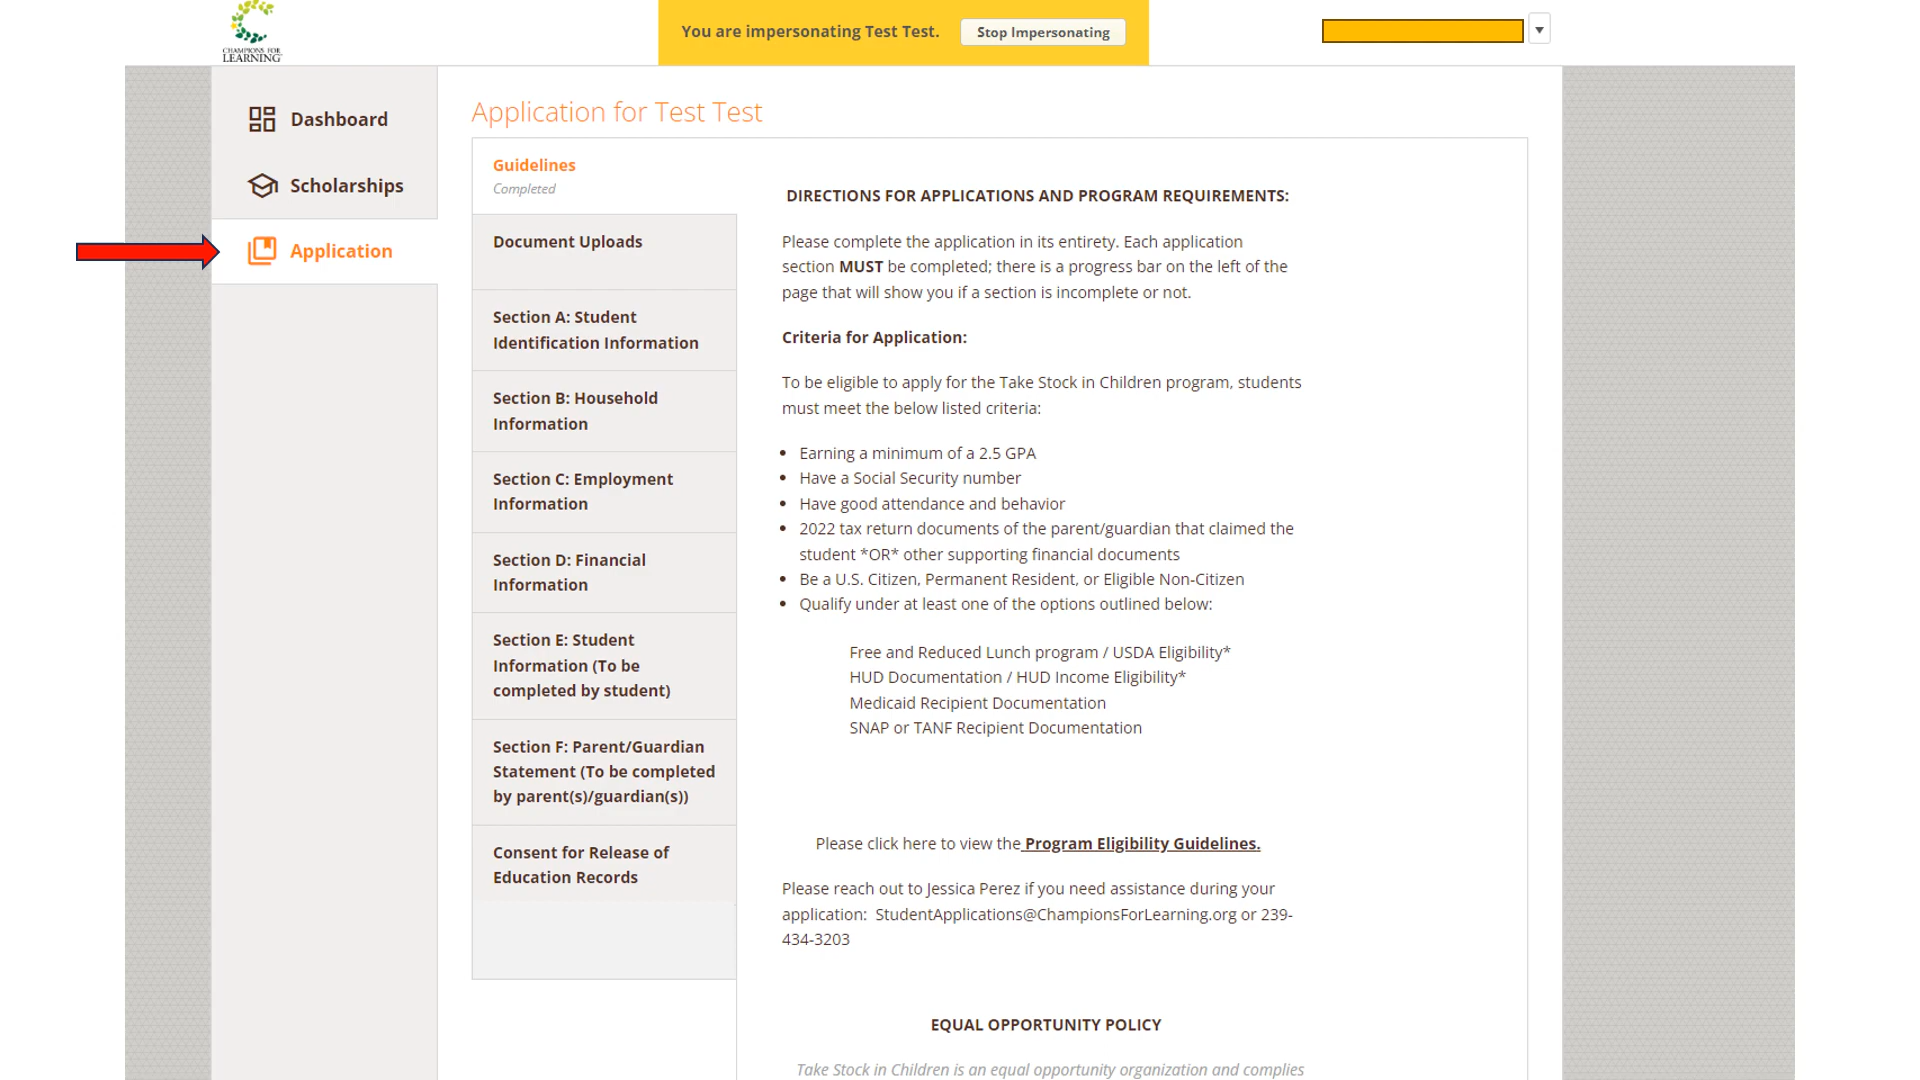 CHAMPIONS FOR
LEARNING
You are impersonating Test Test.
Stop Impersonating
Dashboard
Scholarships
Application
Application for Test Test
Guidelines
Completed
Document Uploads
Section A: Student
Identification Information
Section B: Household
Information
Section C: Employment
Information
Section D: Financial
Information
Section E: Student
Information (To be
completed by student)
Section F: Parent/Guardian
Statement (To be completed
by parent(s)/guardian(s))
Consent for Release of
Education Records
DIRECTIONS FOR APPLICATIONS AND PROGRAM REQUIREMENTS:
Please complete the application in its entirety. Each application
section MUST be completed; there is a progress bar on the left of the
page that will show you if a section is incomplete or not.
Criteria for Application:
To be eligible to apply for the Take Stock in Children program, students
must meet the below listed criteria:
• Earning a minimum of a 2.5 GPA
• Have a Social Security number
• Have good attendance and behavior
• 2022 tax return documents of the parent/guardian that claimed the
student *OR* other supporting financial documents
• Be a U.S. Citizen, Permanent Resident, or Eligible Non-Citizen
• Qualify under at least one of the options outlined below:
Free and Reduced Lunch program / USDA Eligibility*
HUD Documentation / HUD Income Eligibility*
Medicaid Recipient Documentation
SNAP or TANF Recipient Documentation
Please click here to view the Program Eligibility Guidelines.
Please reach out to Jessica Perez if you need assistance during your
application: StudentApplications@ChampionsForLearning.org or 239-
434-3203
EQUAL OPPORTUNITY POLICY
Take Stock in Children is an equal opportunity organization and complies